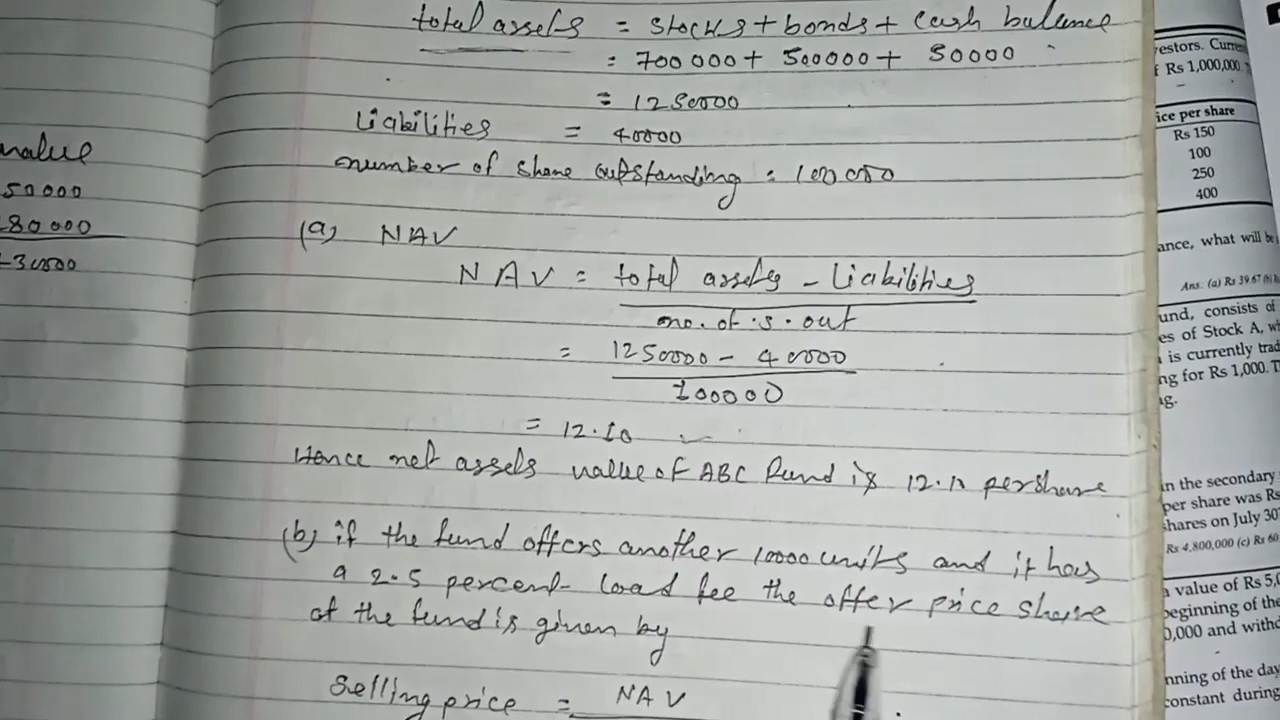 total assets = stocks + bonds + cash balance
= 700000 + 500000 + 50000
= 1250000
Liabilities = 40000
number of share outstanding = 100000
(a) NAV
NAV = total assets - Liabilities
no. of . s . out
= 1250000 - 40000
100000
= 12.10
Hence net assets value of ABC Fund is 12.10 per share
(b) if the fund offers another 10000 units and it has
a 2.5 percent load fee the offer price share
of the fund is given by
Selling price = NAV
value
50000
80000
-30000
estors. Curre
f Rs 1,000,000.
ice per share
Rs 150
100
250
400
ance, what will be
Ans: (a) Rs 39.67 (b)
und, consists of
es of Stock A, w
is currently trad
ng for Rs 1,000. T
g.
in the secondary
per share was Rs
hares on July 30
Rs 4,800,000 (c) Rs 60
a value of Rs 5,0
beginning of the
0,000 and withd
nning of the day
constant during